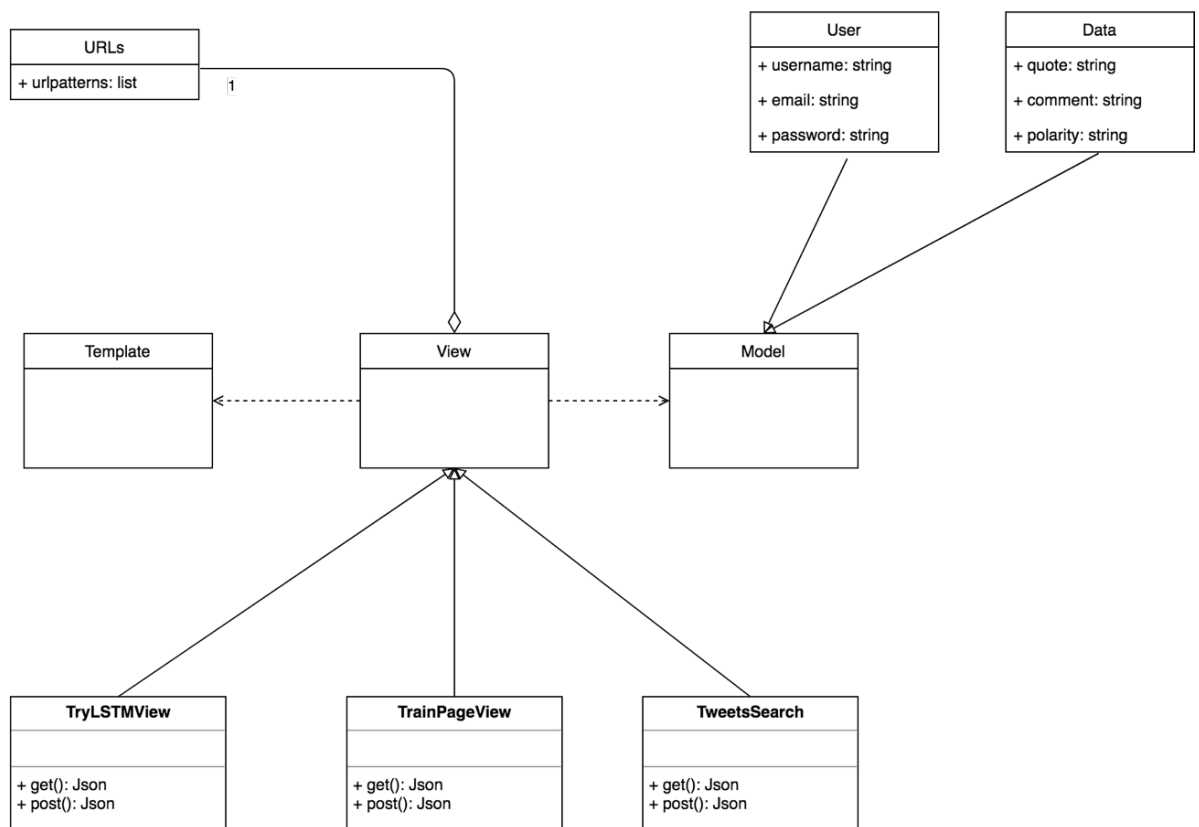 URLs
+ urlpatterns: list
1
User
+ username: string
+ email: string
+ password: string
Data
+ quote: string
+ comment: string
+ polarity: string
Template
View
Model
TryLSTMView
+ get(): Json
+ post(): Json
TrainPageView
+ get(): Json
+ post(): Json
TweetsSearch
+ get(): Json
+ post(): Json